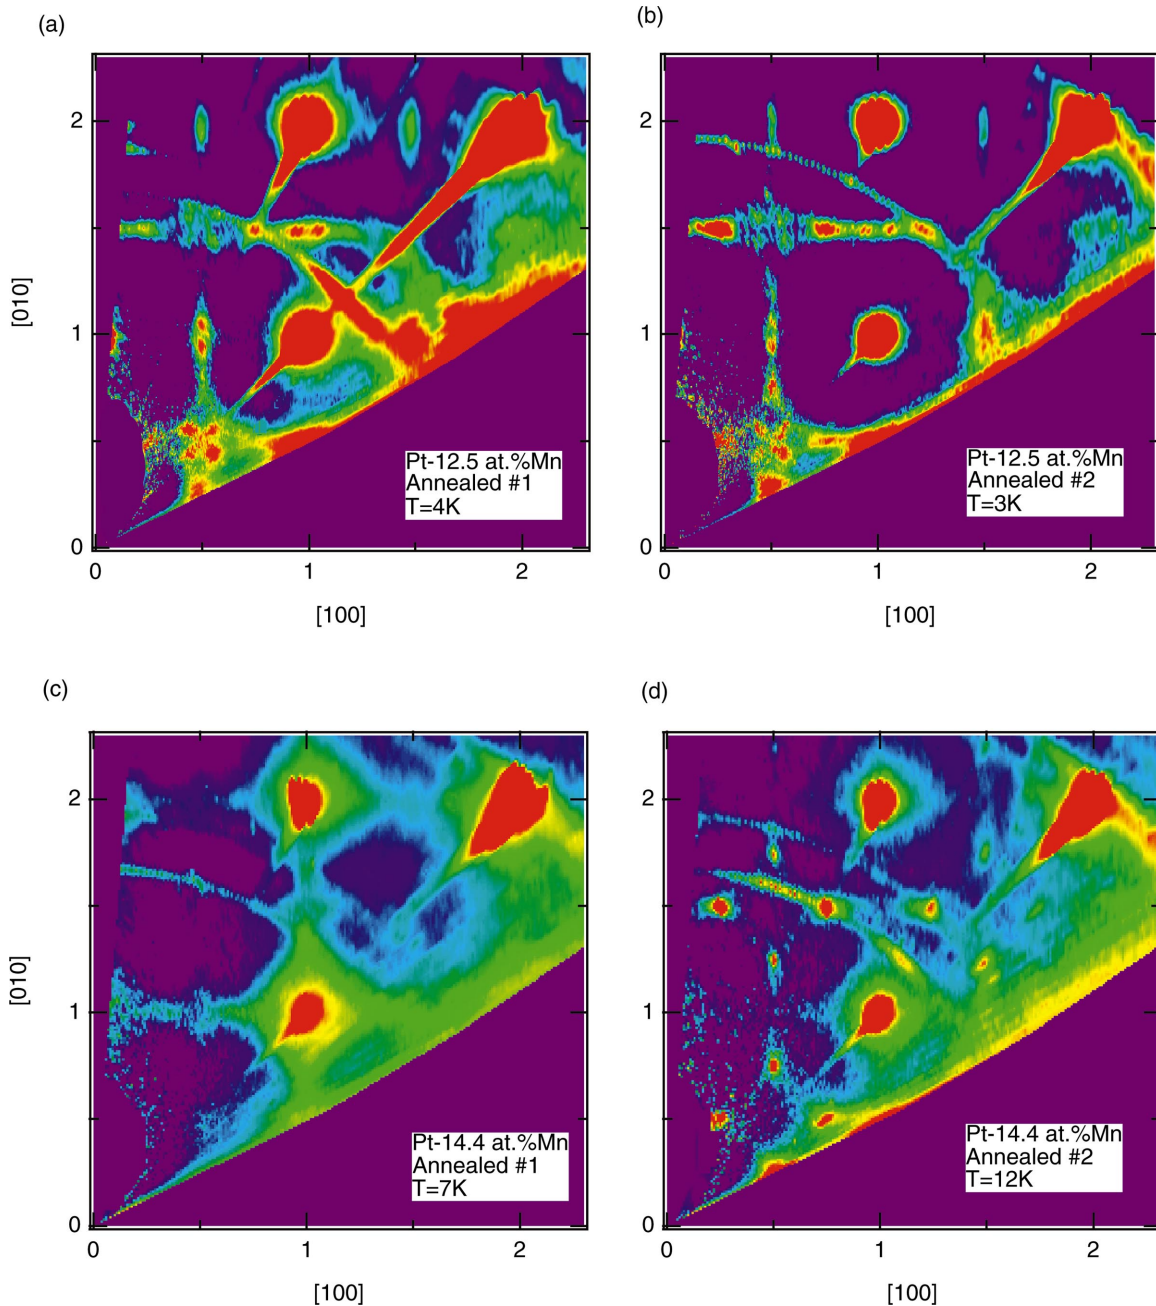 (a)
(b)
[010]
2
1
0
0
1
2
[100]
Pt-12.5 at.%Mn
Annealed #1
T=4K
2
1
0
0
1
2
[100]
Pt-12.5 at.%Mn
Annealed #2
T=3K
(c)
(d)
[010]
2
1
0
0
1
2
[100]
Pt-14.4 at.%Mn
Annealed #1
T=7K
2
1
0
0
1
2
[100]
Pt-14.4 at.%Mn
Annealed #2
T=12K